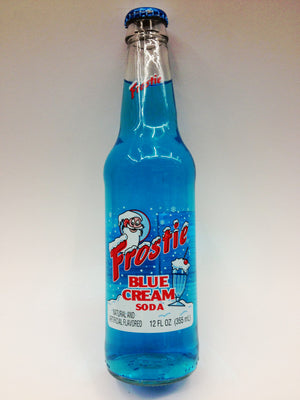 Frostie
Frostie
BLUE
CREAM
SODA
NATURAL AND
ARTIFICIAL FLAVORED
12 FL OZ (355 mL)